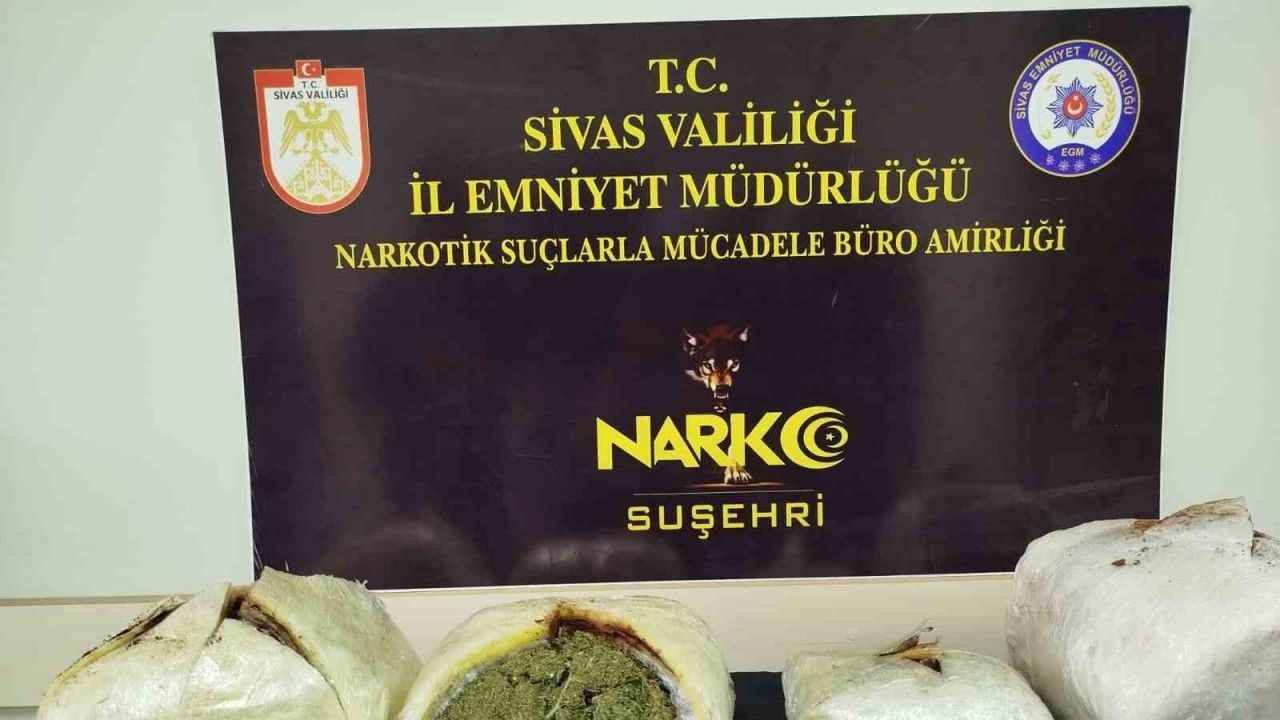 T.C.
SİVAS VALİLİĞİ
SİVAS EMNİYET MÜDÜRLÜĞÜ
EGM
T.C.
SİVAS VALİLİĞİ
İL EMNİYET MÜDÜRLÜĞÜ
NARKOTİK SUÇLARLA MÜCADELE BÜRO AMİRLİĞİ
NARKO
SUŞEHRİ